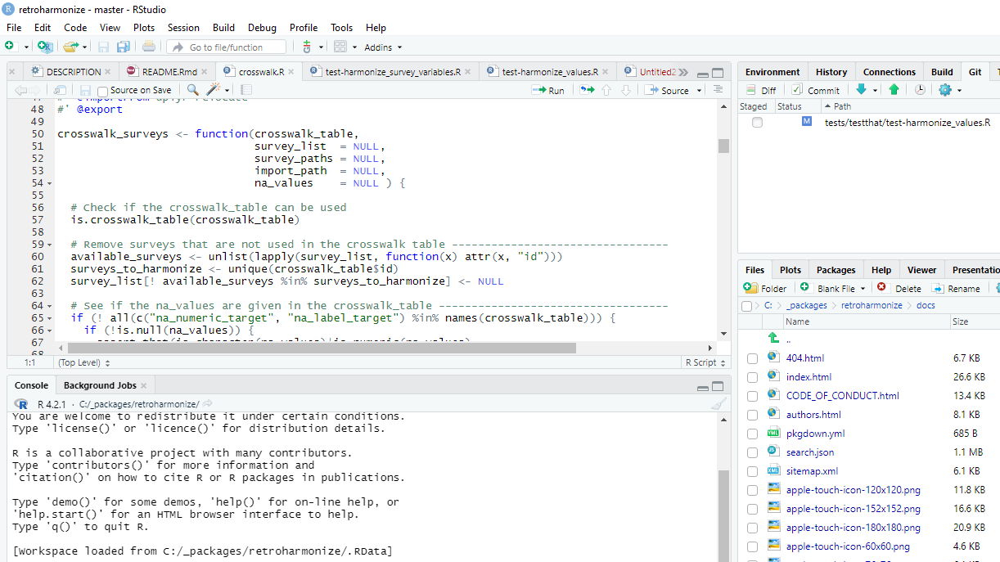 retroharmonize - master - RStudio
File Edit Code View Plots Session Build Debug Profile Tools Help
Go to file/function Addins
DESCRIPTION README.Rmd crosswalk.R test-harmonize_survey_variables.R test-harmonize_values.R Untitled2
Source on Save Run Source
48 #' @export
49
50 crosswalk_surveys <- function(crosswalk_table,
51 survey_list = NULL,
52 survey_paths = NULL,
53 import_path = NULL,
54 na_values = NULL ) {
55
56 # Check if the crosswalk_table can be used
57 is.crosswalk_table(crosswalk_table)
58
59 # Remove surveys that are not used in the crosswalk table ---------------------------------
60 available_surveys <- unlist(lapply(survey_list, function(x) attr(x, "id")))
61 surveys_to_harmonize <- unique(crosswalk_table$id)
62 survey_list[! available_surveys %in% surveys_to_harmonize] <- NULL
63
64 # See if the na_values are given in the crosswalk_table -----------------------------------
65 if (! all(c("na_numeric_target", "na_label_target") %in% names(crosswalk_table))) {
66 if (!is.null(na_values)) {
67
1:1 (Top Level) R Script
Console Background Jobs
R 4.2.1 · C:/_packages/retroharmonize/
You are welcome to redistribute it under certain conditions.
Type 'license()' or 'licence()' for distribution details.
R is a collaborative project with many contributors.
Type 'contributors()' for more information and
'citation()' on how to cite R or R packages in publications.
Type 'demo()' for some demos, 'help()' for on-line help, or
'help.start()' for an HTML browser interface to help.
Type 'q()' to quit R.
[Workspace loaded from C:/_packages/retroharmonize/.RData]
Environment History Connections Build Git
Diff Commit
Staged Status Path
M tests/testthat/test-harmonize_values.R
Files Plots Packages Help Viewer Presentatio
Folder Blank File Delete Rename
C: _packages retroharmonize docs
Name Size
..
404.html 6.7 KB
index.html 26.6 KB
CODE_OF_CONDUCT.html 13.4 KB
authors.html 8.1 KB
pkgdown.yml 685 B
search.json 1.1 MB
sitemap.xml 6.1 KB
apple-touch-icon-120x120.png 11.8 KB
apple-touch-icon-152x152.png 16.6 KB
apple-touch-icon-180x180.png 20.9 KB
apple-touch-icon-60x60.png 4.6 KB